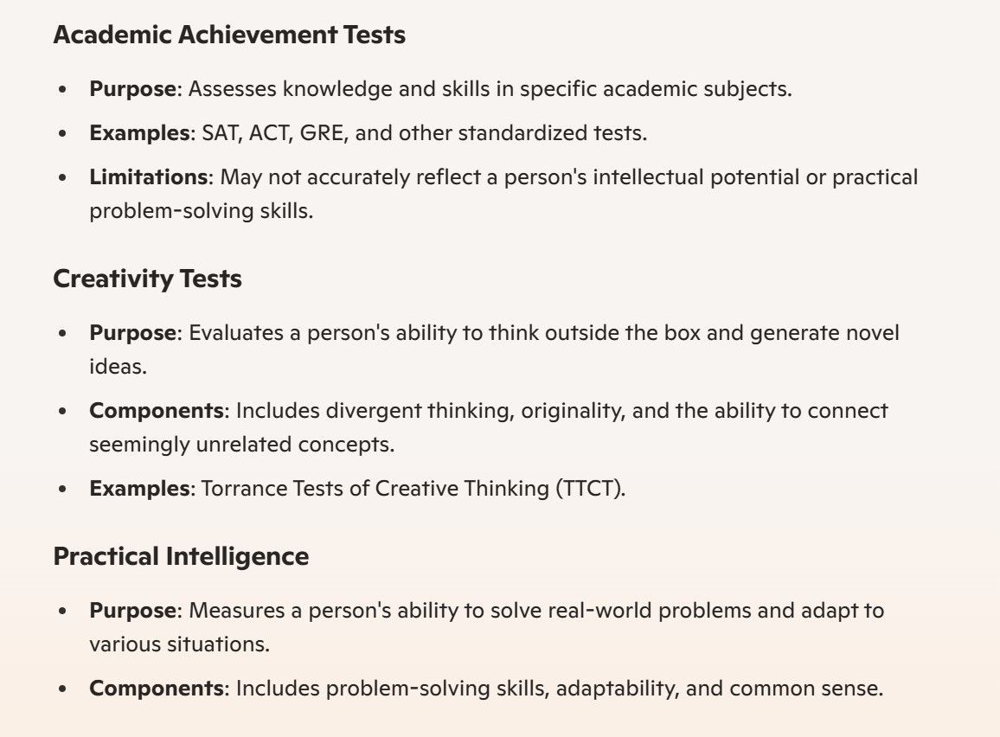 Academic Achievement Tests
• Purpose: Assesses knowledge and skills in specific academic subjects.
• Examples: SAT, ACT, GRE, and other standardized tests.
• Limitations: May not accurately reflect a person's intellectual potential or practical
problem-solving skills.
Creativity Tests
• Purpose: Evaluates a person's ability to think outside the box and generate novel
ideas.
• Components: Includes divergent thinking, originality, and the ability to connect
seemingly unrelated concepts.
• Examples: Torrance Tests of Creative Thinking (TTCT).
Practical Intelligence
• Purpose: Measures a person's ability to solve real-world problems and adapt to
various situations.
• Components: Includes problem-solving skills, adaptability, and common sense.